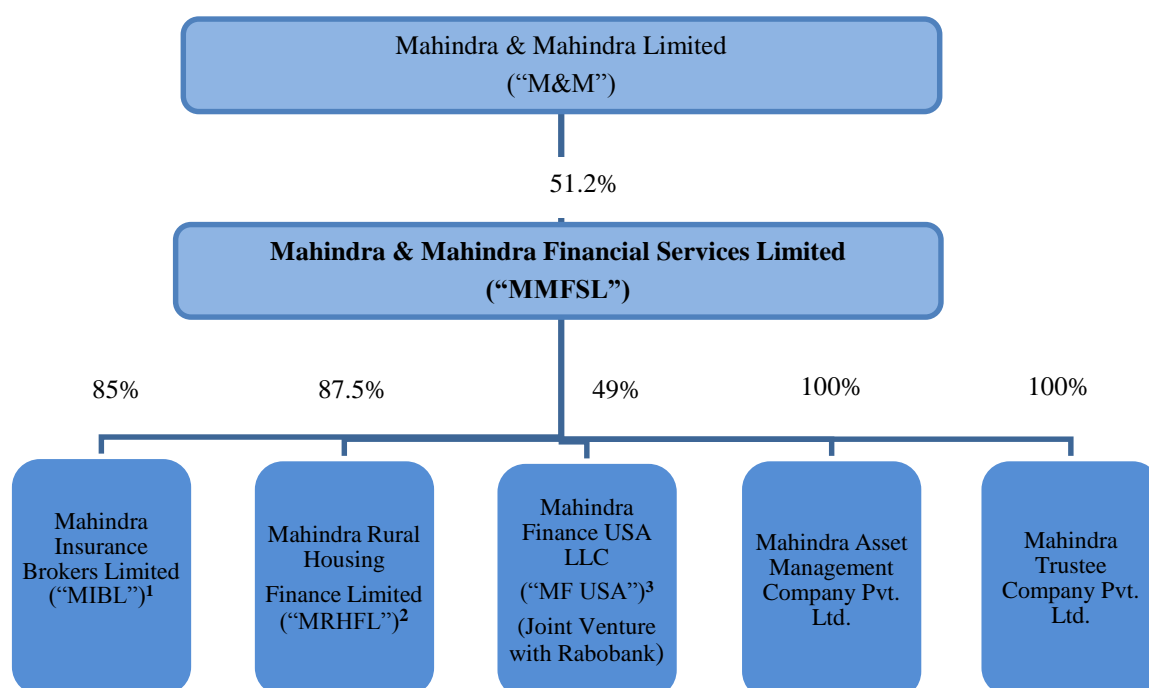 Mahindra & Mahindra Limited
(“M&M”)
51.2%
Mahindra & Mahindra Financial Services Limited
(“MMFSL”)
85%
87.5%
49%
100%
100%
Mahindra
Insurance
Brokers Limited
(“MIBL”)1
Mahindra Rural
Housing
Finance Limited
(“MRHFL”)2
Mahindra
Finance USA
LLC
(“MF USA”)3
(Joint Venture
with Rabobank)
Mahindra Asset
Management
Company Pvt.
Ltd.
Mahindra
Trustee
Company Pvt.
Ltd.